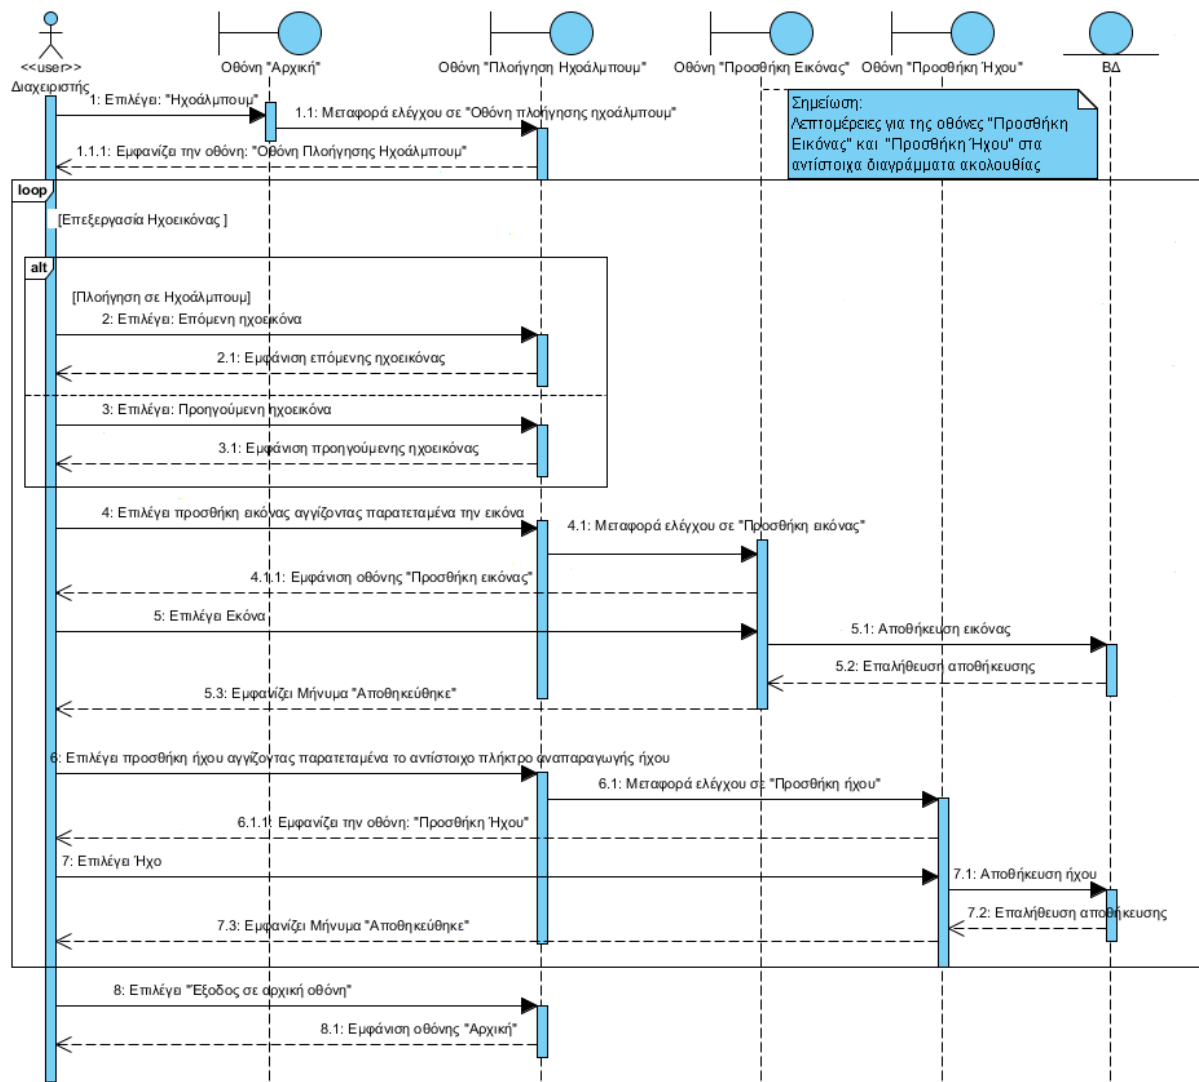 <<user>>
Διαχειριστής
Οθόνη "Αρχική"
Οθόνη "Πλοήγηση Ηχοάλμπουμ"
Οθόνη "Προσθήκη Εικόνας"
Οθόνη "Προσθήκη Ήχου"
ΒΔ
Σημείωση:
Λεπτομέρειες για της οθόνες "Προσθήκη
Εικόνας" και "Προσθήκη Ήχου" στα
αντίστοιχα διαγράμματα ακολουθίας
1: Επιλέγει: "Ηχοάλμπουμ"
1.1: Μεταφορά ελέγχου σε "Οθόνη πλοήγησης ηχοάλμπουμ"
1.1.1: Εμφανίζει την οθόνη: "Οθόνη Πλοήγησης Ηχοάλμπουμ"
loop
[Επεξεργασία Ηχοεικόνας ]
alt
[Πλοήγηση σε Ηχοάλμπουμ]
2: Επιλέγει: Επόμενη ηχοεικόνα
2.1: Εμφάνιση επόμενης ηχοεικόνας
3: Επιλέγει: Προηγούμενη ηχοεικόνα
3.1: Εμφάνιση προηγούμενης ηχοεικόνας
4: Επιλέγει προσθήκη εικόνας αγγίζοντας παρατεταμένα την εικόνα
4.1: Μεταφορά ελέγχου σε "Προσθήκη εικόνας"
4.1.1: Εμφάνιση οθόνης "Προσθήκη εικόνας"
5: Επιλέγει Εκόνα
5.1: Αποθήκευση εικόνας
5.2: Επαλήθευση αποθήκευσης
5.3: Εμφανίζει Μήνυμα "Αποθηκεύθηκε"
6: Επιλέγει προσθήκη ήχου αγγίζοντας παρατεταμένα το αντίστοιχο πλήκτρο αναπαραγωγής ήχου
6.1: Μεταφορά ελέγχου σε "Προσθήκη ήχου"
6.1.1: Εμφανίζει την οθόνη: "Προσθήκη Ήχου"
7: Επιλέγει Ήχο
7.1: Αποθήκευση ήχου
7.2: Επαλήθευση αποθήκευσης
7.3: Εμφανίζει Μήνυμα "Αποθηκεύθηκε"
8: Επιλέγει "Έξοδος σε αρχική οθόνη"
8.1: Εμφάνιση οθόνης "Αρχική"